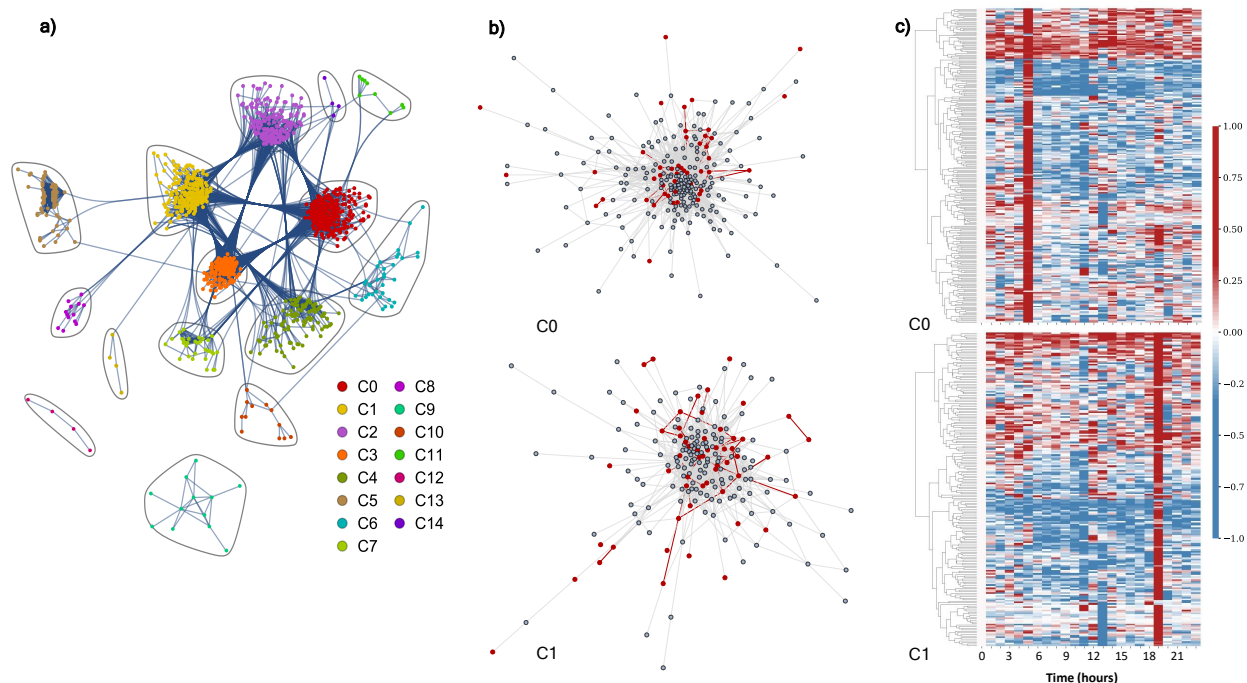 a)
b)
c)
C0
C1
C0 C8
C1 C9
C2 C10
C3 C11
C4 C12
C5 C13
C6 C14
C7
C0
C1
1.00
0.75
0.50
0.25
0.00
−0.2
−0.5
−0.7
−1.0
0 3 6 9 12 15 18 21
Time (hours)